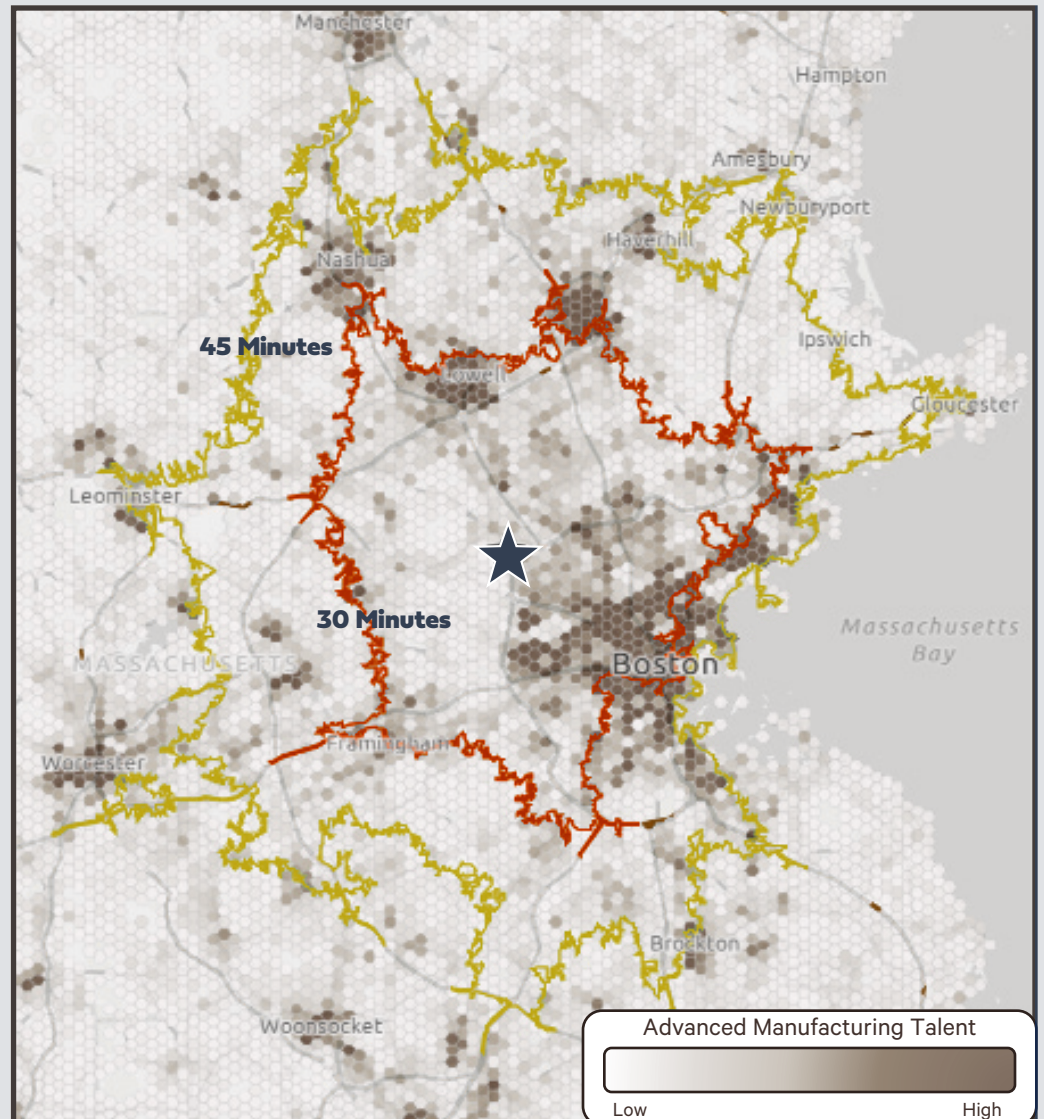 Manchester
Hampton
Amesbury
Newburyport
Haverhill
Nashua
45 Minutes
Ipswich
Lowell
Gloucester
Leominster
30 Minutes
Massachusetts
Bay
MASSACHUSETTS
Boston
Framingham
Worcester
Brockton
Woonsocket
Advanced Manufacturing Talent
Low
High